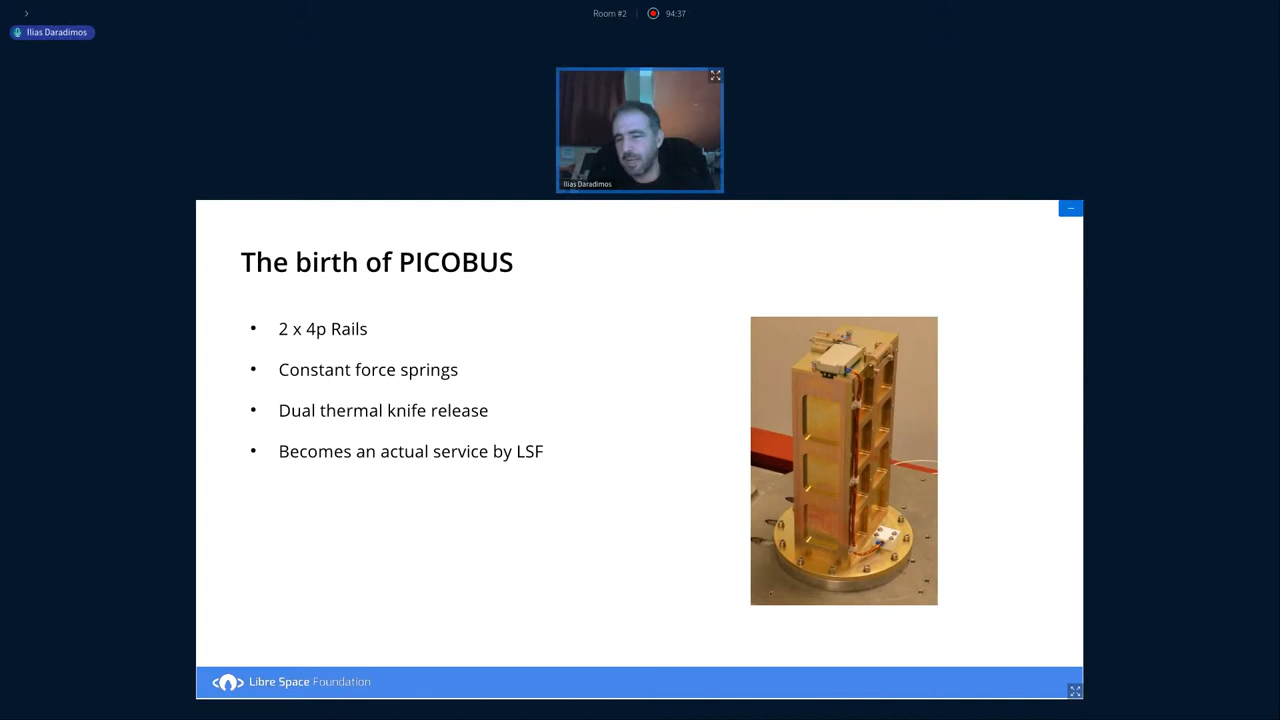 Room #2 | 94:37
Ilias Daradimos
Ilias Daradimos
The birth of PICOBUS
• 2 x 4p Rails
• Constant force springs
• Dual thermal knife release
• Becomes an actual service by LSF
Libre Space Foundation